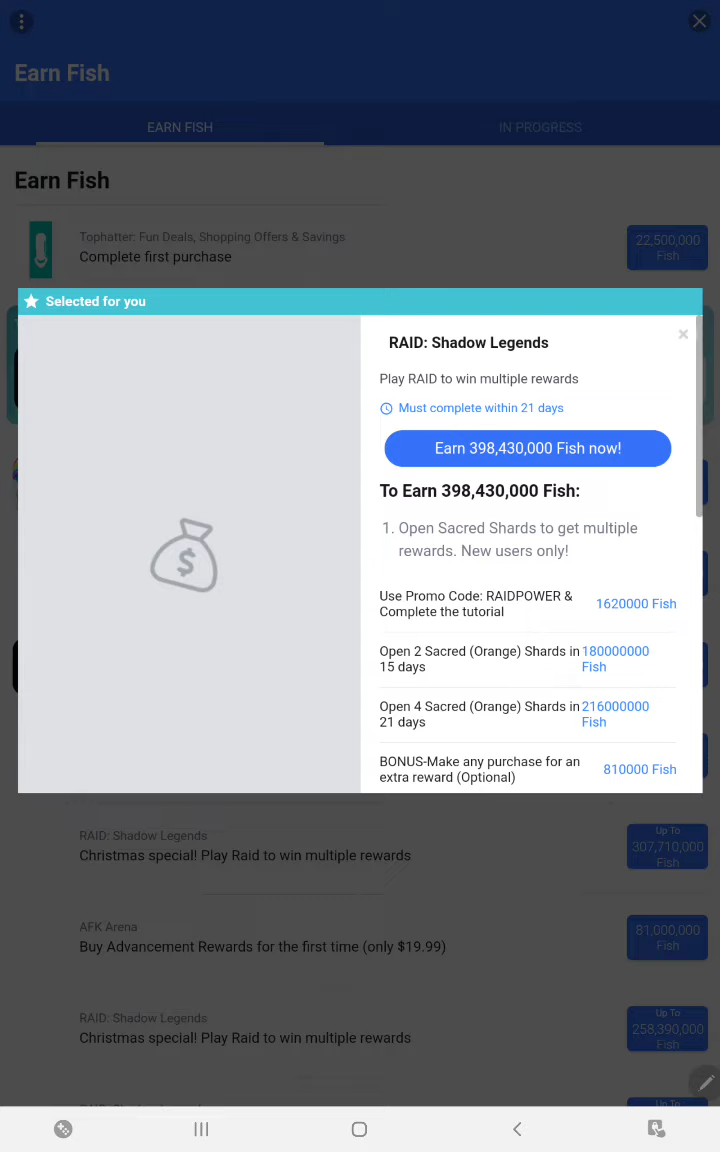 Earn Fish
EARN FISH
IN PROGRESS
Earn Fish
Tophatter: Fun Deals, Shopping Offers & Savings
Complete first purchase
22,500,000
Fish
Selected for you
RAID: Shadow Legends
×
Play RAID to win multiple rewards
Must complete within 21 days
Earn 398,430,000 Fish now!
To Earn 398,430,000 Fish:
1. Open Sacred Shards to get multiple
rewards. New users only!
Use Promo Code: RAIDPOWER &
Complete the tutorial
1620000 Fish
Open 2 Sacred (Orange) Shards in
15 days
180000000
Fish
Open 4 Sacred (Orange) Shards in
21 days
216000000
Fish
BONUS-Make any purchase for an
extra reward (Optional)
810000 Fish
$
RAID: Shadow Legends
Christmas special! Play Raid to win multiple rewards
Up To
307,710,000
Fish
AFK Arena
Buy Advancement Rewards for the first time (only $19.99)
81,000,000
Fish
RAID: Shadow Legends
Christmas special! Play Raid to win multiple rewards
Up To
258,390,000
Fish
Up To